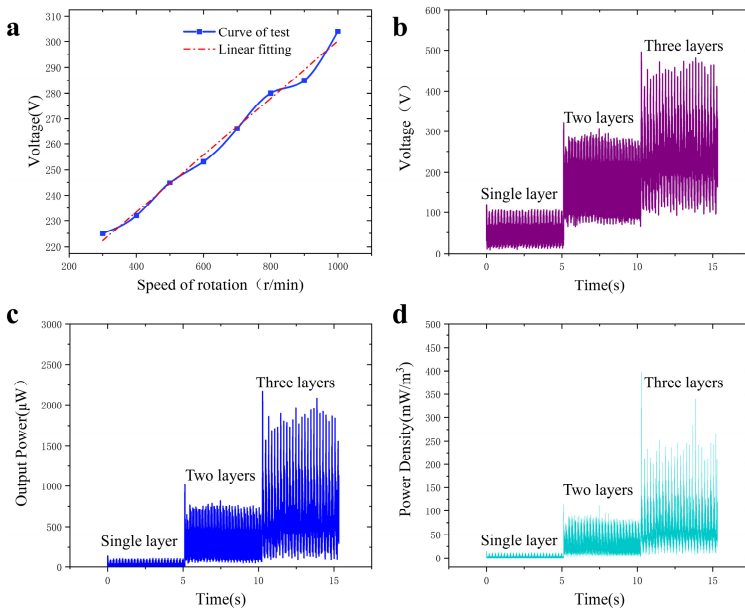 a
Curve of test
Linear fitting
Voltage(V)
310
300
290
280
270
260
250
240
230
220
200
400
600
800
1000
Speed of rotation（r/min)
b
Voltage（V）
600
500
400
300
200
100
0
Single layer
Two layers
Three layers
0
5
10
15
Time(s)
c
Output Power(μW）
3000
2500
2000
1500
1000
500
0
Single layer
Two layers
Three layers
0
5
10
15
Time(s)
d
Power Density(mW/m³)
500
450
400
350
300
250
200
150
100
50
0
Single layer
Two layers
Three layers
0
5
10
15
Time(s)